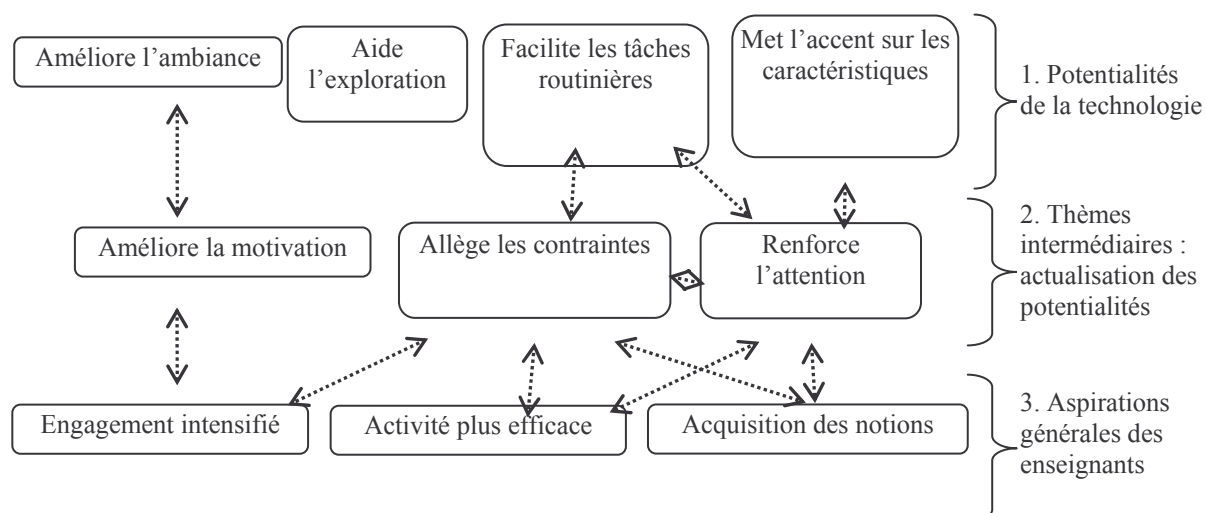 Améliore l’ambiance
Aide
l’exploration
Facilite les tâches
routinières
Met l’accent sur les
caractéristiques
1. Potentialités
de la technologie
Améliore la motivation
Allège les contraintes
Renforce
l’attention
2. Thèmes
intermédiaires :
actualisation des
potentialités
Engagement intensifié
Activité plus efficace
Acquisition des notions
3. Aspirations
générales des
enseignants